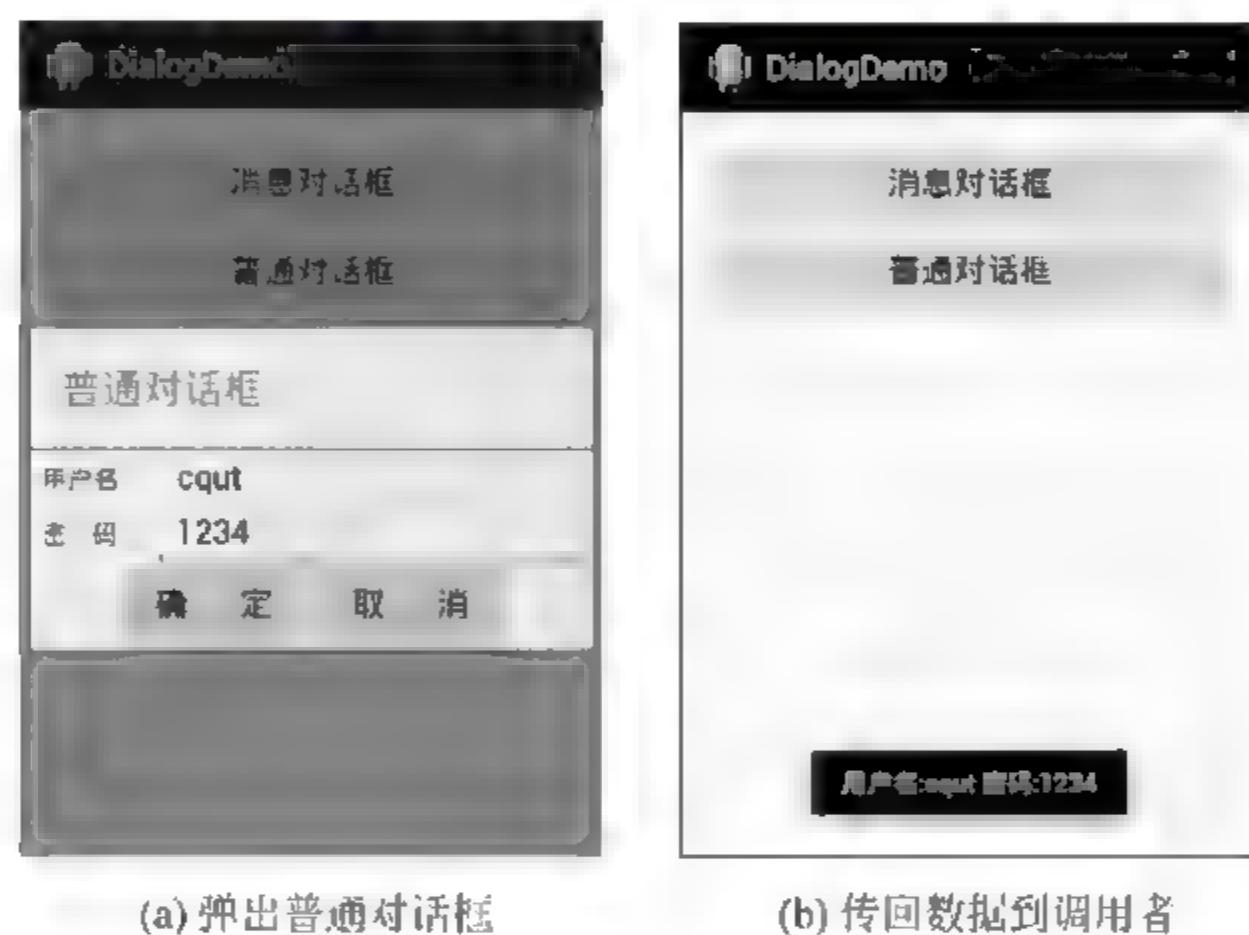 DialogDemo
消息对话框
普通对话框
普通对话框
用户名 cqut
密 码 1234
确 定 取 消
(a) 弹出普通对话框
DialogDemo
消息对话框
普通对话框
用户名:cqut 密码:1234
(b) 传回数据到调用者